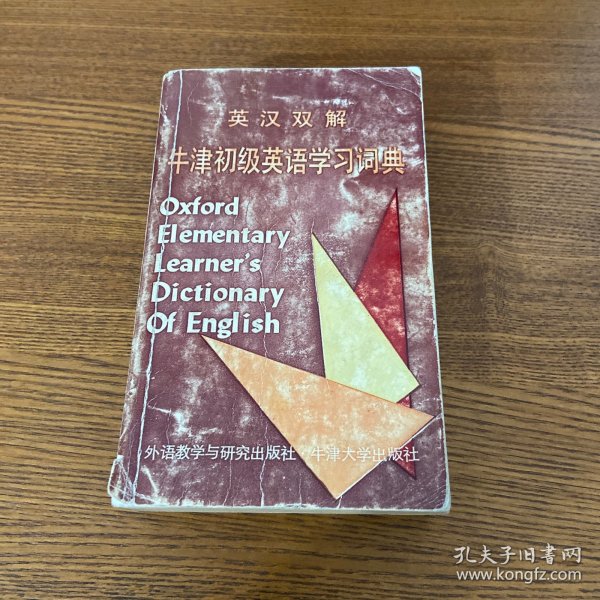 英汉双解
牛津初级英语学习词典
Oxford
Elementary
Learner's
Dictionary
Of English
外语教学与研究出版社·牛津大学出版社
孔夫子旧书网
www.kongfz.com